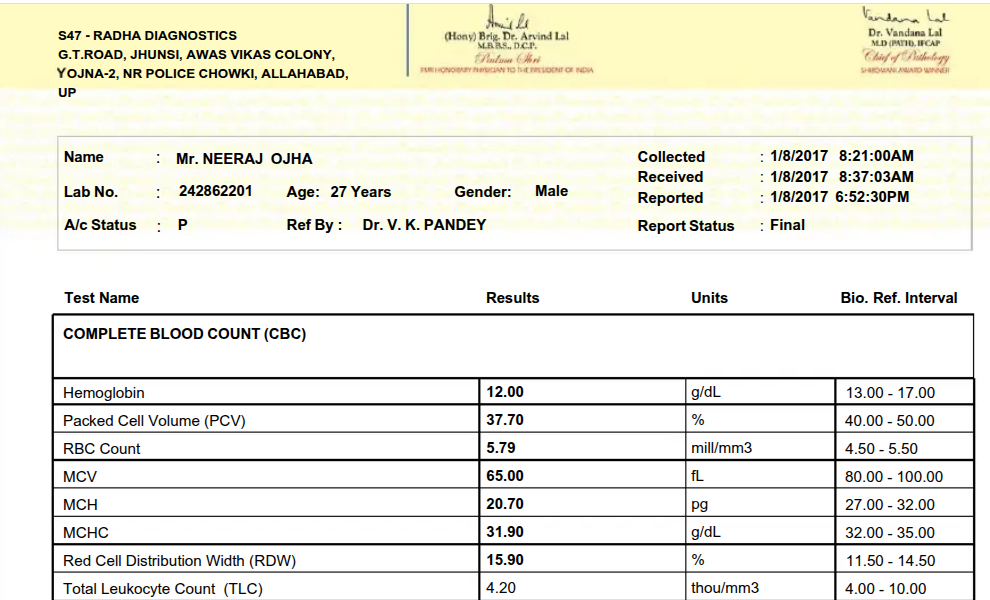 S47 - RADHA DIAGNOSTICS
G.T.ROAD, JHUNSI, AWAS VIKAS COLONY,
YOJNA-2, NR POLICE CHOWKI, ALLAHABAD,
UP
(Hony) Brig. Dr. Arvind Lal
M.B.B.S., D.C.P.
Padma Shri
FMR HONORARY PHYSICIAN TO THE PRESIDENT OF INDIA
Vandana Lal
Dr. Vandana Lal
M.D (PATH), IFCAP
Chief of Pathology
SHIROMANI AWARD WINNER
Name : Mr. NEERAJ OJHA Collected : 1/8/2017 8:21:00AM
Received : 1/8/2017 8:37:03AM
Lab No. : 242862201 Age: 27 Years Gender: Male Reported : 1/8/2017 6:52:30PM
A/c Status : P Ref By : Dr. V. K. PANDEY Report Status : Final
Test Name Results Units Bio. Ref. Interval
COMPLETE BLOOD COUNT (CBC)
Hemoglobin 12.00 g/dL 13.00 - 17.00
Packed Cell Volume (PCV) 37.70 % 40.00 - 50.00
RBC Count 5.79 mill/mm3 4.50 - 5.50
MCV 65.00 fL 80.00 - 100.00
MCH 20.70 pg 27.00 - 32.00
MCHC 31.90 g/dL 32.00 - 35.00
Red Cell Distribution Width (RDW) 15.90 % 11.50 - 14.50
Total Leukocyte Count (TLC) 4.20 thou/mm3 4.00 - 10.00